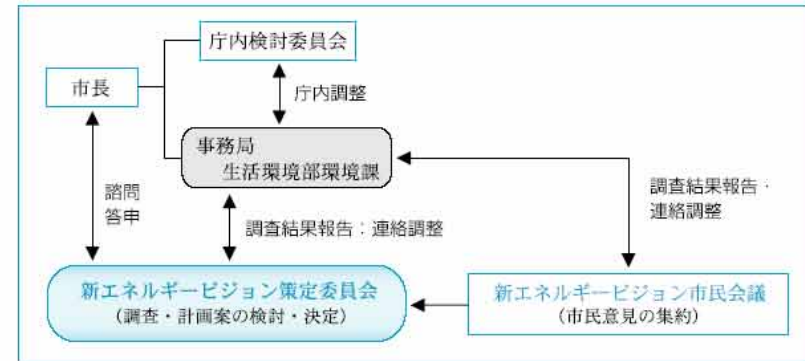 庁内検討委員会
市長
庁内調整
事務局
生活環境部環境課
諮問
答申
調査結果報告：連絡調整
調査結果報告・
連絡調整
新エネルギービジョン策定委員会
（調査・計画案の検討・決定）
新エネルギービジョン市民会議
（市民意見の集約）